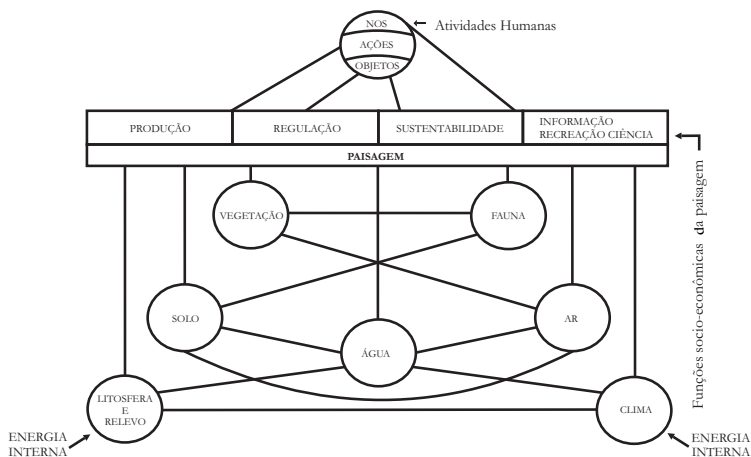 NOS
AÇÕES
OBJETOS
Atividades Humanas
PRODUÇÃO
REGULAÇÃO
SUSTENTABILIDADE
INFORMAÇÃO
RECREAÇÃO CIÊNCIA
PAISAGEM
Funções socio-econômicas da paisagem
VEGETAÇÃO
FAUNA
SOLO
AR
ÁGUA
LITOSFERA
E
RELEVO
CLIMA
ENERGIA
INTERNA
ENERGIA
INTERNA